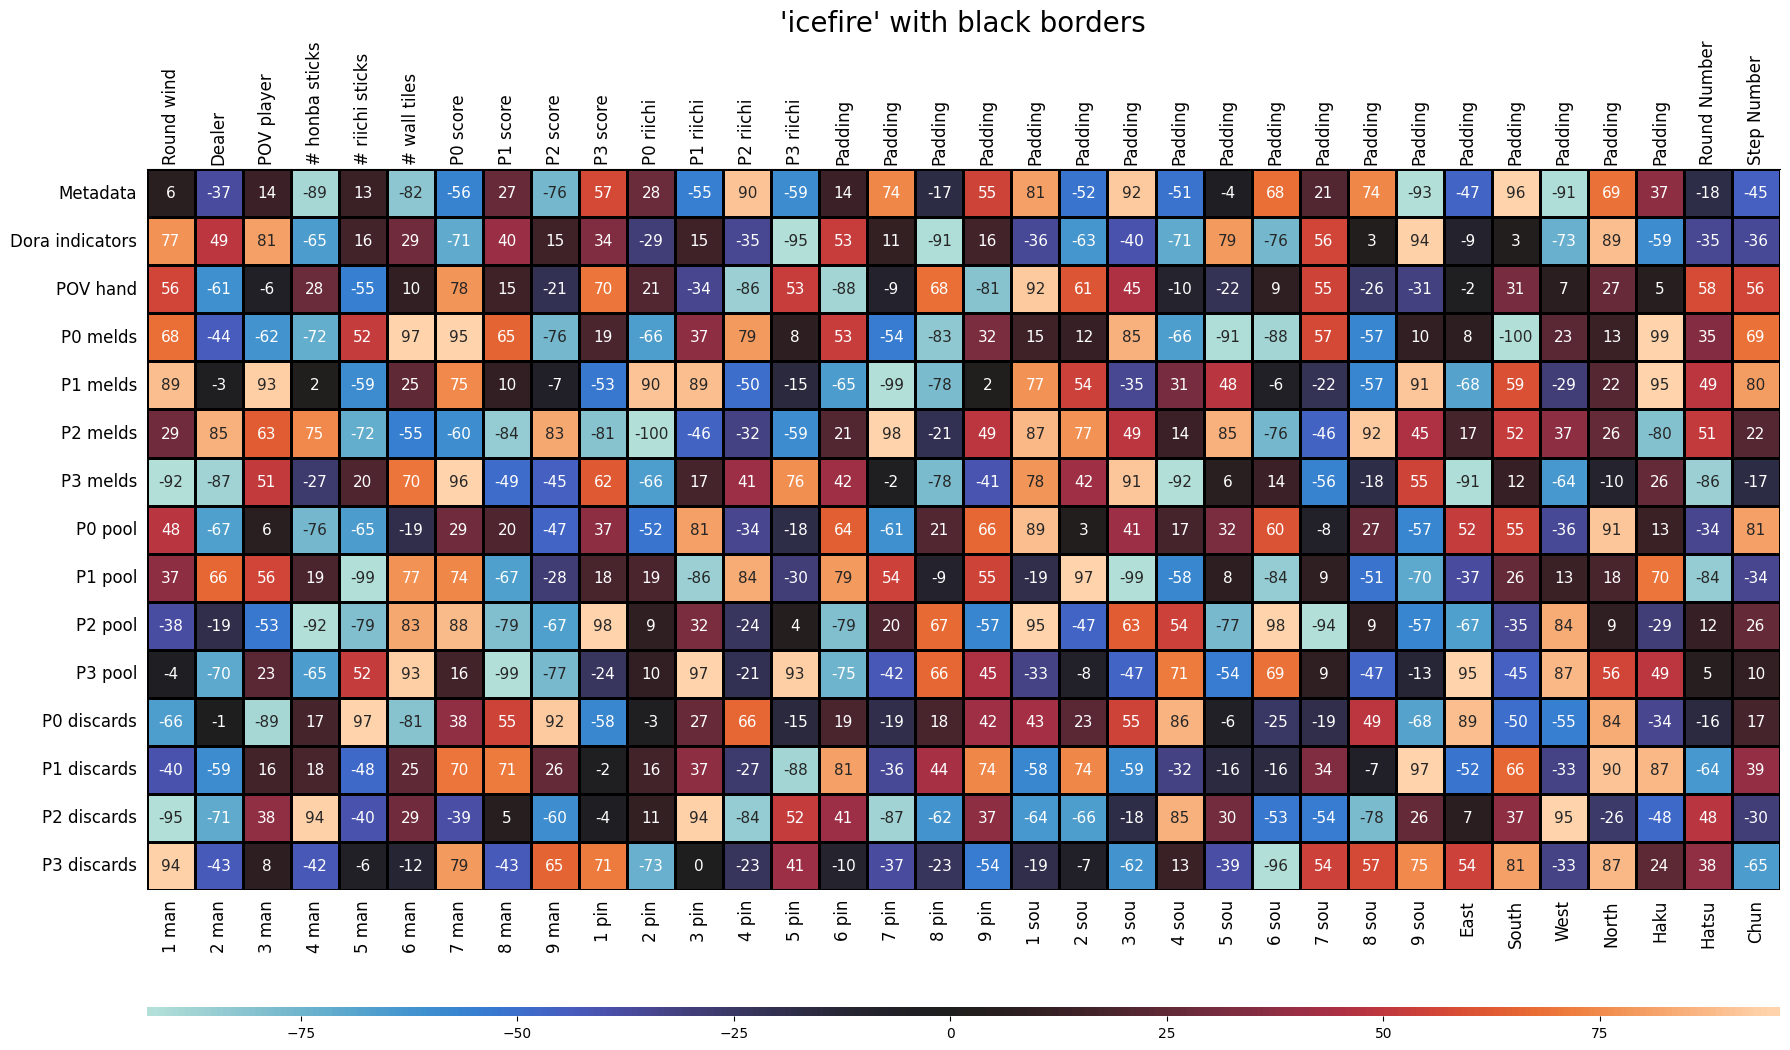 'icefire' with black borders
Round wind Dealer POV player # honba sticks # riichi sticks # wall tiles P0 score P1 score P2 score P3 score P0 riichi P1 riichi P2 riichi P3 riichi Padding Padding Padding Padding Padding Padding Padding Padding Padding Padding Padding Padding Padding Padding Padding Padding Padding Padding Round Number Step Number
Metadata 6 -37 14 -89 13 -82 -56 27 -76 57 28 -55 90 -59 14 74 -17 55 81 -52 92 -51 -4 68 21 74 -93 -47 96 -91 69 37 -18 -45
Dora indicators 77 49 81 -65 16 29 -71 40 15 34 -29 15 -35 -95 53 11 -91 16 -36 -63 -40 -71 79 -76 56 3 94 -9 3 -73 89 -59 -35 -36
POV hand 56 -61 -6 28 -55 10 78 15 -21 70 21 -34 -86 53 -88 -9 68 -81 92 61 45 -10 -22 9 55 -26 -31 -2 31 7 27 5 58 56
P0 melds 68 -44 -62 -72 52 97 95 65 -76 19 -66 37 79 8 53 -54 -83 32 15 12 85 -66 -91 -88 57 -57 10 8 -100 23 13 99 35 69
P1 melds 89 -3 93 2 -59 25 75 10 -7 -53 90 89 -50 -15 -65 -99 -78 2 77 54 -35 31 48 -6 -22 -57 91 -68 59 -29 22 95 49 80
P2 melds 29 85 63 75 -72 -55 -60 -84 83 -81 -100 -46 -32 -59 21 98 -21 49 87 77 49 14 85 -76 -46 92 45 17 52 37 26 -80 51 22
P3 melds -92 -87 51 -27 20 70 96 -49 -45 62 -66 17 41 76 42 -2 -78 -41 78 42 91 -92 6 14 -56 -18 55 -91 12 -64 -10 26 -86 -17
P0 pool 48 -67 6 -76 -65 -19 29 20 -47 37 -52 81 -34 -18 64 -61 21 66 89 3 41 17 32 60 -8 27 -57 52 55 -36 91 13 -34 81
P1 pool 37 66 56 19 -99 77 74 -67 -28 18 19 -86 84 -30 79 54 -9 55 -19 97 -99 -58 8 -84 9 -51 -70 -37 26 13 18 70 -84 -34
P2 pool -38 -19 -53 -92 -79 83 88 -79 -67 98 9 32 -24 4 -79 20 67 -57 95 -47 63 54 -77 98 -94 9 -57 -67 -35 84 9 -29 12 26
P3 pool -4 -70 23 -65 52 93 16 -99 -77 -24 10 97 -21 93 -75 -42 66 45 -33 -8 -47 71 -54 69 9 -47 -13 95 -45 87 56 49 5 10
P0 discards -66 -1 -89 17 97 -81 38 55 92 -58 -3 27 66 -15 19 -19 18 42 43 23 55 86 -6 -25 -19 49 -68 89 -50 -55 84 -34 -16 17
P1 discards -40 -59 16 18 -48 25 70 71 26 -2 16 37 -27 -88 81 -36 44 74 -58 74 -59 -32 -16 -16 34 -7 97 -52 66 -33 90 87 -64 39
P2 discards -95 -71 38 94 -40 29 -39 5 -60 -4 11 94 -84 52 41 -87 -62 37 -64 -66 -18 85 30 -53 -54 -78 26 7 37 95 -26 -48 48 -30
P3 discards 94 -43 8 -42 -6 -12 79 -43 65 71 -73 0 -23 41 -10 -37 -23 -54 -19 -7 -62 13 -39 -96 54 57 75 54 81 -33 87 24 38 -65
1 man 2 man 3 man 4 man 5 man 6 man 7 man 8 man 9 man 1 pin 2 pin 3 pin 4 pin 5 pin 6 pin 7 pin 8 pin 9 pin 1 sou 2 sou 3 sou 4 sou 5 sou 6 sou 7 sou 8 sou 9 sou East South West North Haku Hatsu Chun
−75 −50 −25 0 25 50 75